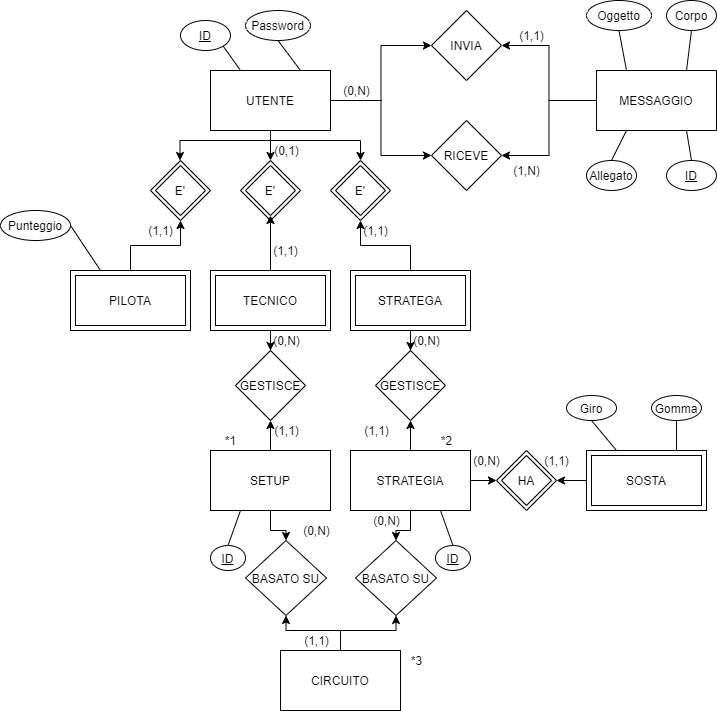 Oggetto
Corpo
ID
Password
INVIA
(1,1)
(0,N)
UTENTE
MESSAGGIO
RICEVE
(0,1)
(1,N)
Allegato
ID
E'
E'
E'
Punteggio
(1,1)
(1,1)
(1,1)
PILOTA
TECNICO
STRATEGA
(0,N)
(0,N)
GESTISCE
GESTISCE
Giro
Gomma
(1,1)
(1,1)
*1
*2
(0,N)
(1,1)
SETUP
STRATEGIA
HA
SOSTA
(0,N)
(0,N)
ID
ID
BASATO SU
BASATO SU
(1,1)
*3
CIRCUITO